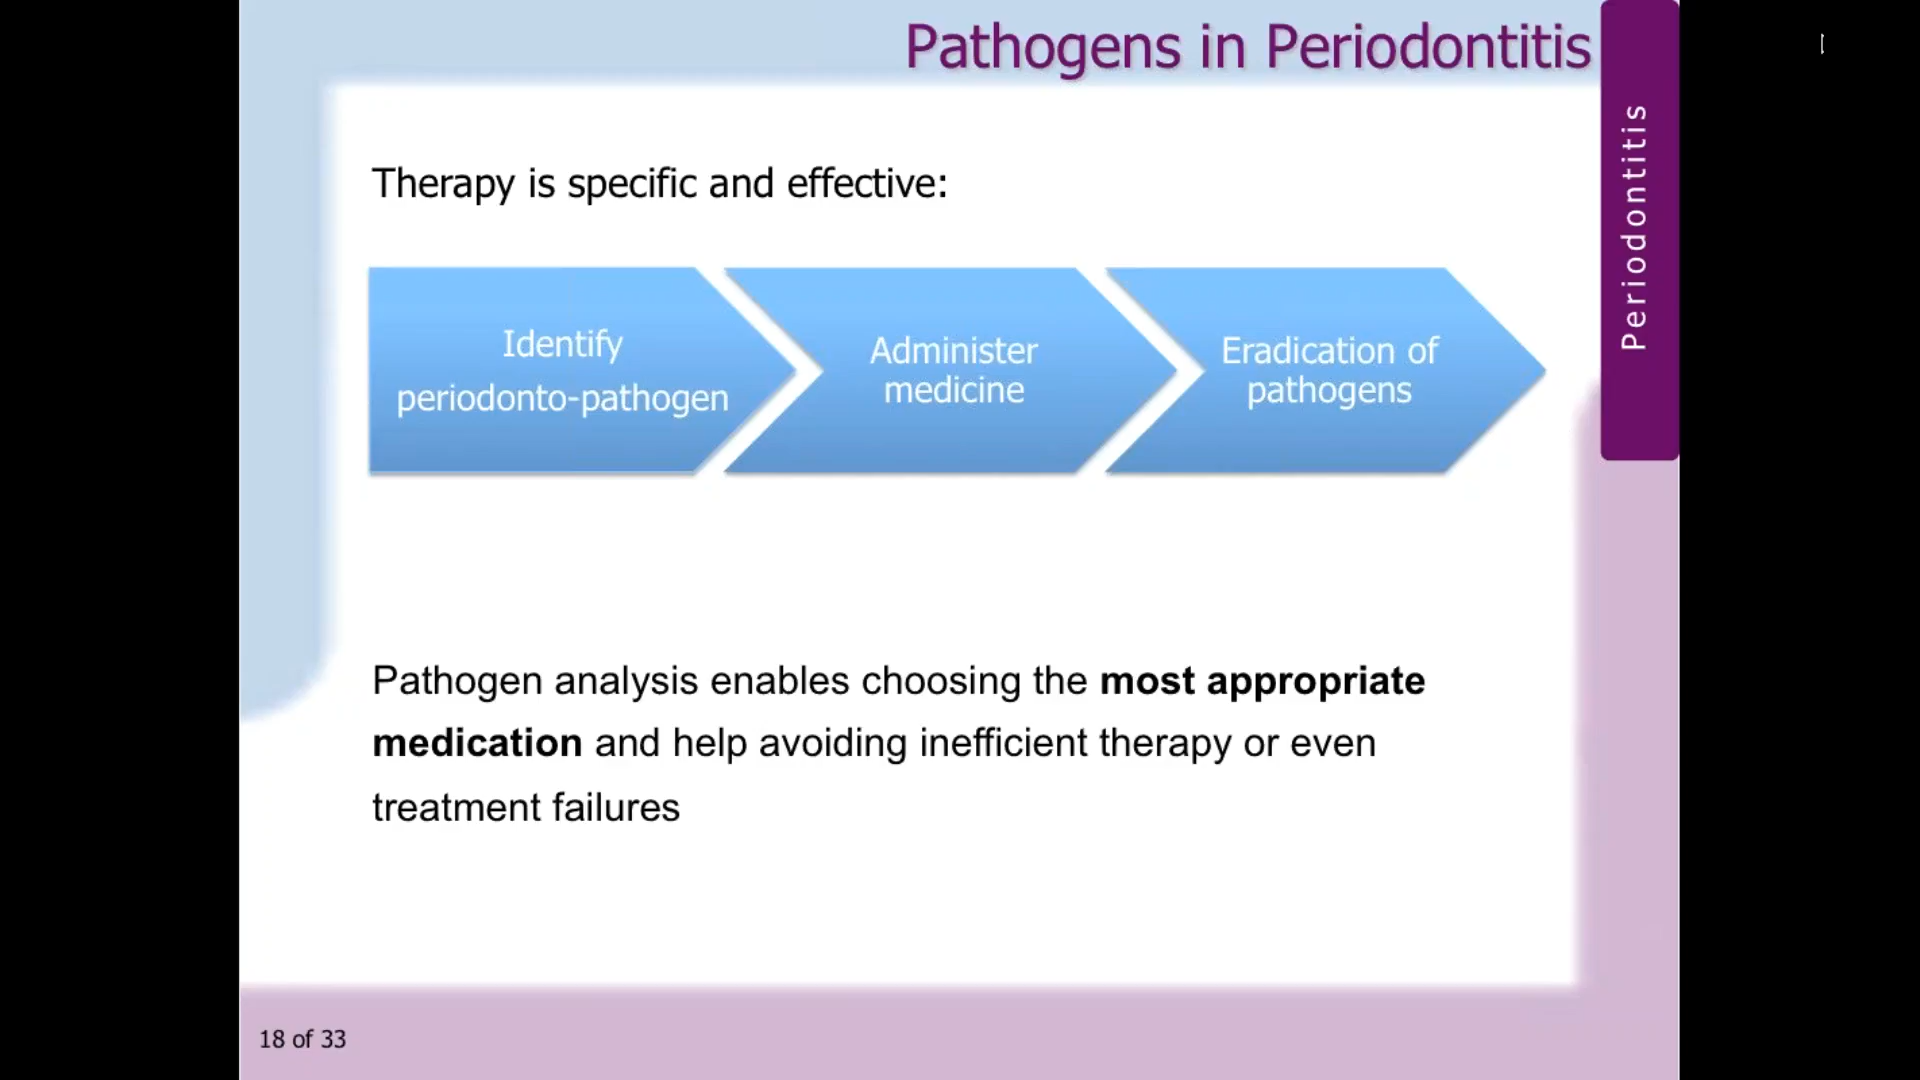 Pathogens in Periodontitis
Periodontitis
Therapy is specific and effective:
Identify
periodonto-pathogen
Administer
medicine
Eradication of
pathogens
Pathogen analysis enables choosing the most appropriate
medication and help avoiding inefficient therapy or even
treatment failures
18 of 33